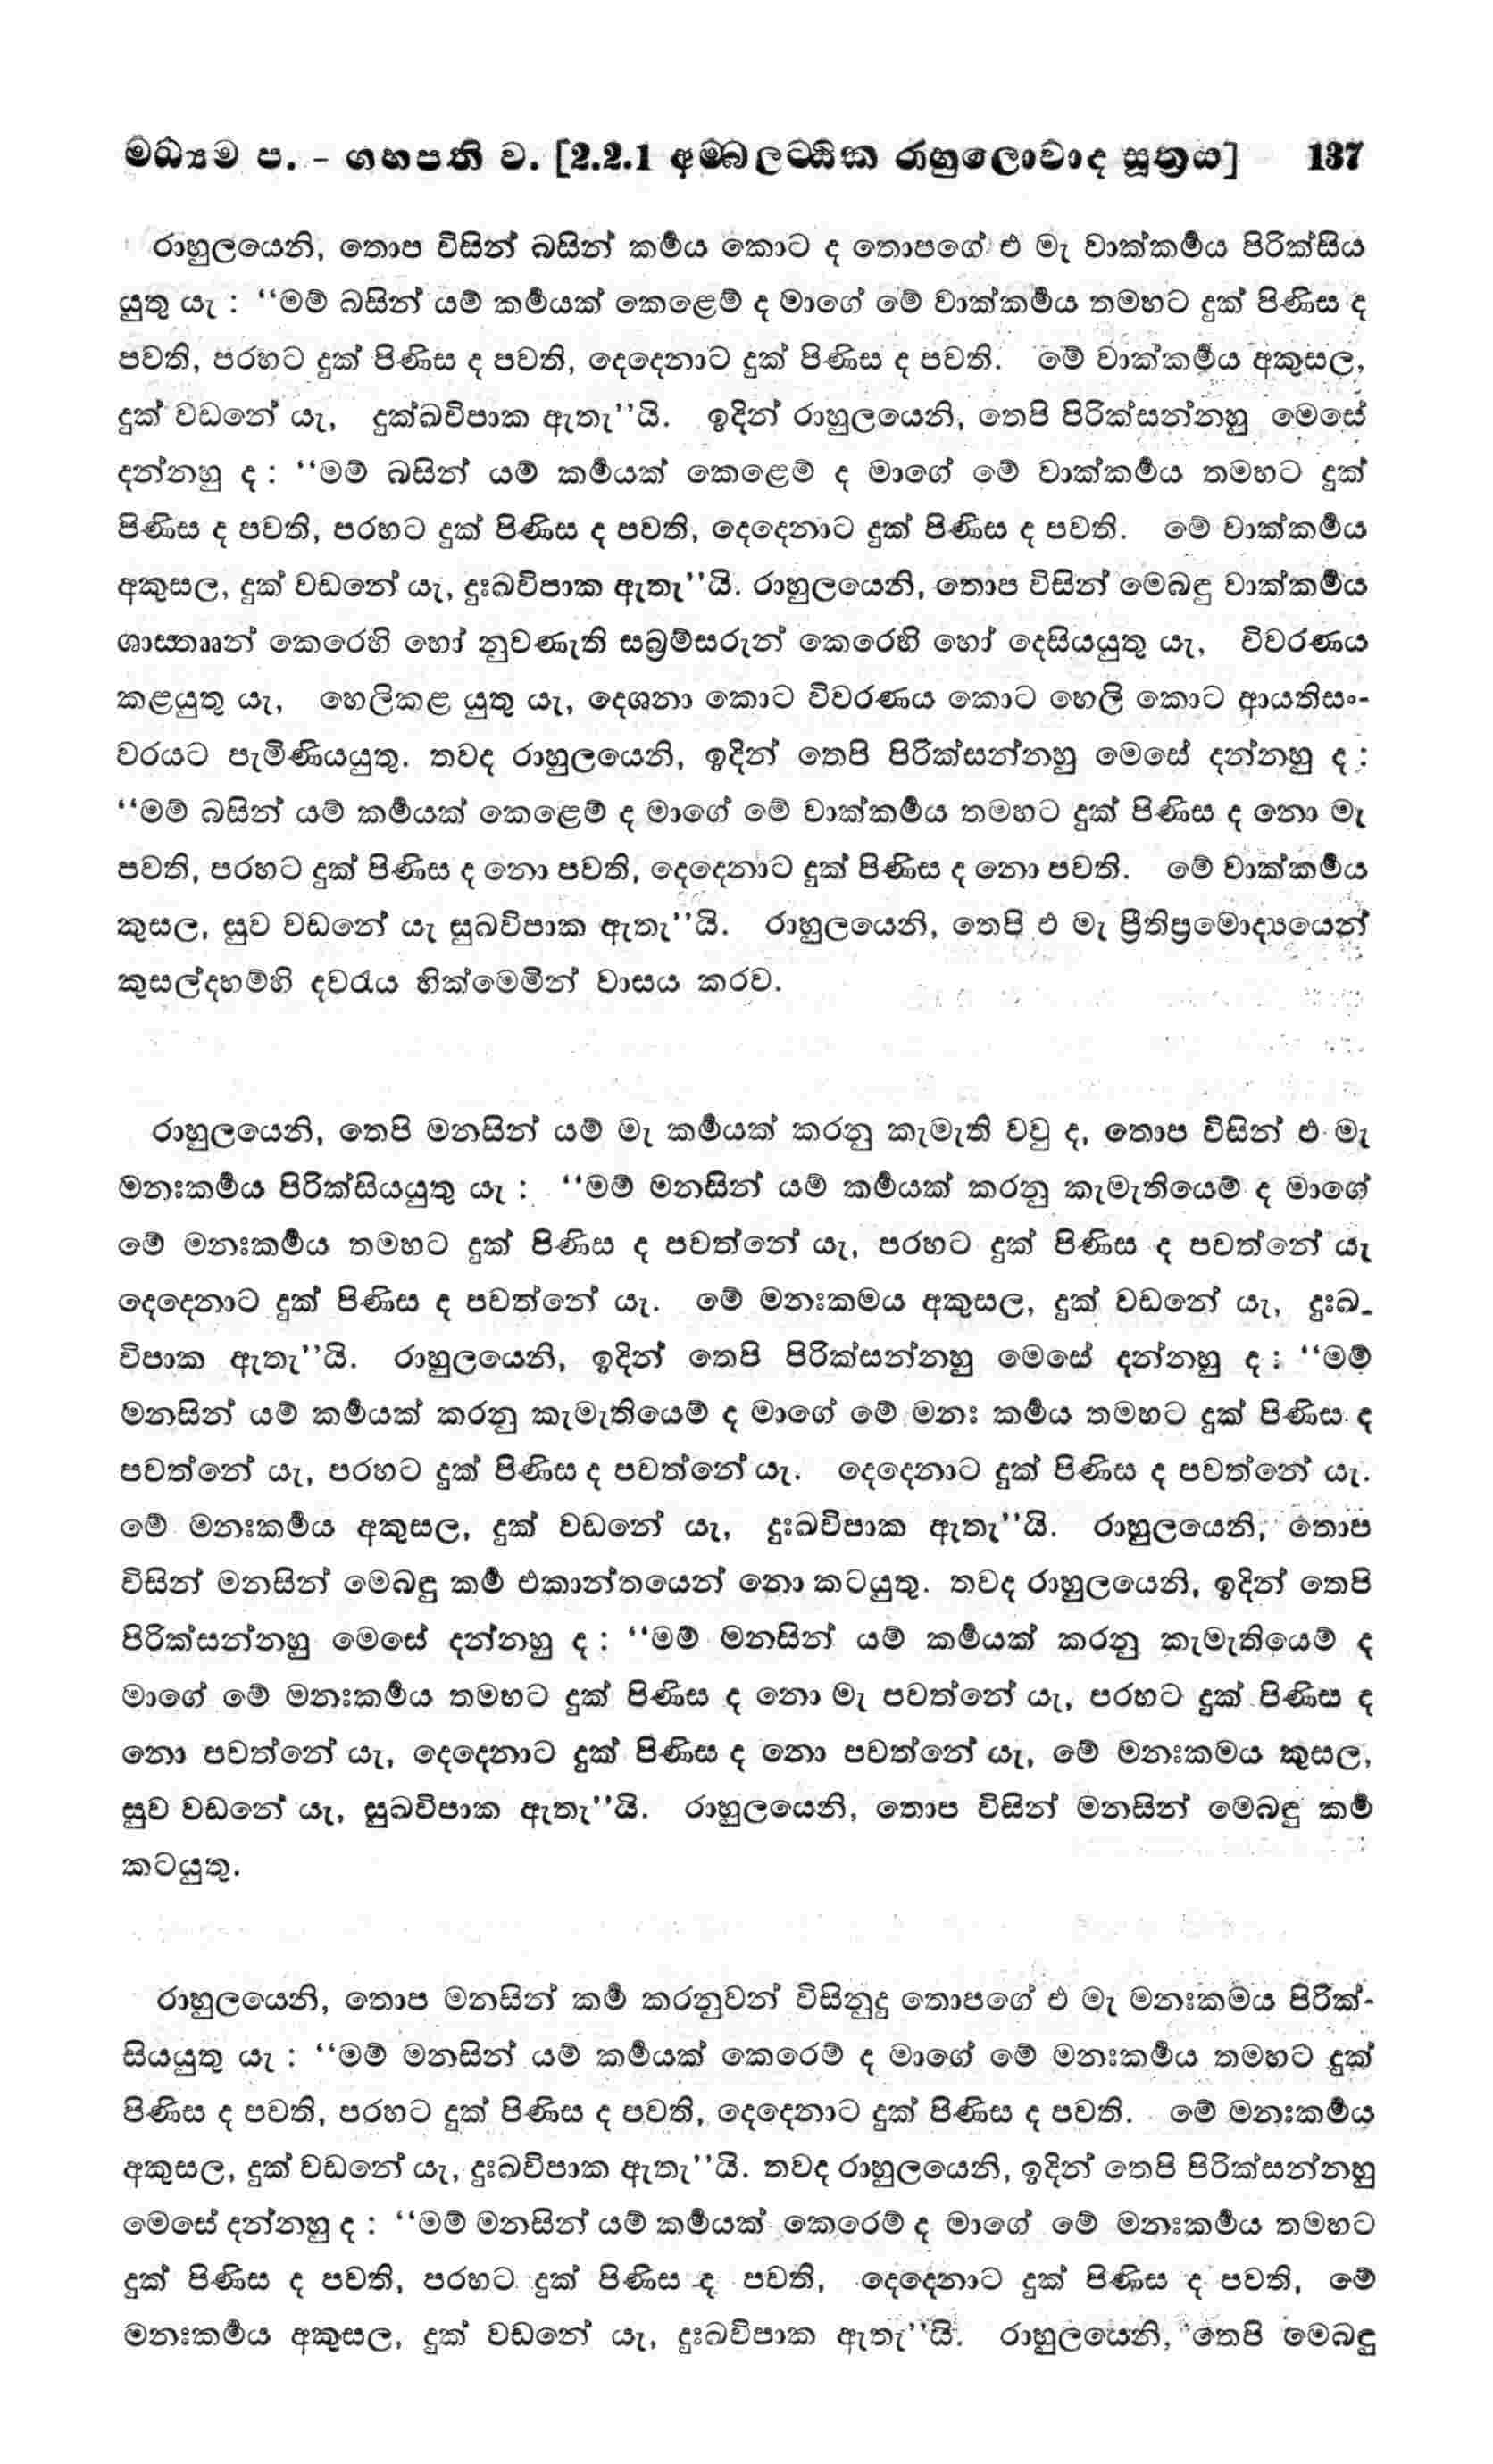 මධ්‍යම ප. - ගහපති ව. [2.2.1 අම්බලට්ඨික රාහුලොවාද සූත්‍රය] 137
රාහුලයෙනි, තොප විසින් බසින් කර්‍මය කොට ද තොපගේ එ මැ වාක්කර්‍මය පිරික්සිය
යුතු යැ : “මම් බසින් යම් කර්‍මයක් කෙළෙම් ද මාගේ මේ වාක්කර්‍මය තමහට දුක් පිණිස ද
පවති, පරහට දුක් පිණිස ද පවති, දෙදෙනාට දුක් පිණිස ද පවති. මේ වාක්කර්‍මය අකුසල,
දුක් වඩනේ යැ, දුක්ඛවිපාක ඇතැ”යි. ඉදින් රාහුලයෙනි, තෙපි පිරික්සන්නහු මෙසේ
දන්නහු ද : “මම් බසින් යම් කර්‍මයක් කෙළෙම් ද මාගේ මේ වාක්කර්‍මය තමහට දුක්
පිණිස ද පවති, පරහට දුක් පිණිස ද පවති, දෙදෙනාට දුක් පිණිස ද පවති. මේ වාක්කර්‍මය
අකුසල, දුක් වඩනේ යැ, දුඃඛවිපාක ඇතැ”යි. රාහුලයෙනි, තොප විසින් මෙබඳු වාක්කර්‍මය
ශාස්තෲන් කෙරෙහි හෝ නුවණැති සබ්‍රම්සරුන් කෙරෙහි හෝ දෙසියයුතු යැ, විවරණය
කළයුතු යැ, හෙලිකළ යුතු යැ, දෙශනා කොට විවරණය කොට හෙලි කොට ආයතිසං-
වරයට පැමිණියයුතු. තවද රාහුලයෙනි, ඉදින් තෙපි පිරික්සන්නහු මෙසේ දන්නහු ද :
“මම් බසින් යම් කර්‍මයක් කෙළෙම් ද මාගේ මේ වාක්කර්‍මය තමහට දුක් පිණිස ද නො මැ
පවති, පරහට දුක් පිණිස ද නො පවති, දෙදෙනාට දුක් පිණිස ද නො පවති. මේ වාක්කර්‍මය
කුසල, සුව වඩනේ යැ සුඛවිපාක ඇතැ”යි. රාහුලයෙනි, තෙපි එ මැ ප්‍රීතිප්‍රමොද්‍යයෙන්
කුසල්දහම්හි දවරැය හික්මෙමින් වාසය කරව.
රාහුලයෙනි, තෙපි මනසින් යම් මැ කර්‍මයක් කරනු කැමැති වවු ද, තොප විසින් එ මැ
මනඃකර්‍මය පිරික්සියයුතු යැ : “මම් මනසින් යම් කර්‍මයක් කරනු කැමැතියෙම් ද මාගේ
මේ මනඃකර්‍මය තමහට දුක් පිණිස ද පවත්නේ යැ, පරහට දුක් පිණිස ද පවත්නේ යැ
දෙදෙනාට දුක් පිණිස ද පවත්නේ යැ. මේ මනඃකමය අකුසල, දුක් වඩනේ යැ, දුඃඛ-
විපාක ඇතැ”යි. රාහුලයෙනි, ඉදින් තෙපි පිරික්සන්නහු මෙසේ දන්නහු ද : “මම්
මනසින් යම් කර්‍මයක් කරනු කැමැතියෙම් ද මාගේ මේ මනඃ කර්‍මය තමහට දුක් පිණිස ද
පවත්නේ යැ, පරහට දුක් පිණිස ද පවත්නේ යැ. දෙදෙනාට දුක් පිණිස ද පවත්නේ යැ.
මේ මනඃකර්‍මය අකුසල, දුක් වඩනේ යැ, දුඃඛවිපාක ඇතැ”යි. රාහුලයෙනි, තොප
විසින් මනසින් මෙබඳු කර්‍ම එකාන්තයෙන් නො කටයුතු. තවද රාහුලයෙනි, ඉදින් තෙපි
පිරික්සන්නහු මෙසේ දන්නහු ද : “මම් මනසින් යම් කර්‍මයක් කරනු කැමැතියෙම් ද
මාගේ මේ මනඃකර්‍මය තමහට දුක් පිණිස ද නො මැ පවත්නේ යැ, පරහට දුක් පිණිස ද
නො පවත්නේ යැ, දෙදෙනාට දුක් පිණිස ද නො පවත්නේ යැ, මේ මනඃකමය කුසල,
සුව වඩනේ යැ, සුඛවිපාක ඇතැ”යි. රාහුලයෙනි, තොප විසින් මනසින් මෙබඳු කර්‍ම
කටයුතු.
රාහුලයෙනි, තොප මනසින් කර්‍ම කරනුවන් විසිනුදු තොපගේ එ මැ මනඃකමය පිරික්-
සියයුතු යැ : “මම් මනසින් යම් කර්‍මයක් කෙරෙම් ද මාගේ මේ මනඃකර්‍මය තමහට දුක්
පිණිස ද පවති, පරහට දුක් පිණිස ද පවති, දෙදෙනාට දුක් පිණිස ද පවති. මේ මනඃකර්‍මය
අකුසල, දුක් වඩනේ යැ, දුඃඛවිපාක ඇතැ”යි. තවද රාහුලයෙනි, ඉදින් තෙපි පිරික්සන්නහු
මෙසේ දන්නහු ද : “මම් මනසින් යම් කර්‍මයක් කෙරෙම් ද මාගේ මේ මනඃකර්‍මය තමහට
දුක් පිණිස ද පවති, පරහට දුක් පිණිස ද පවති, දෙදෙනාට දුක් පිණිස ද පවති, මේ
මනඃකර්‍මය අකුසල, දුක් වඩනේ යැ, දුඃඛවිපාක ඇතැ”යි. රාහුලයෙනි, තෙපි මෙබඳු